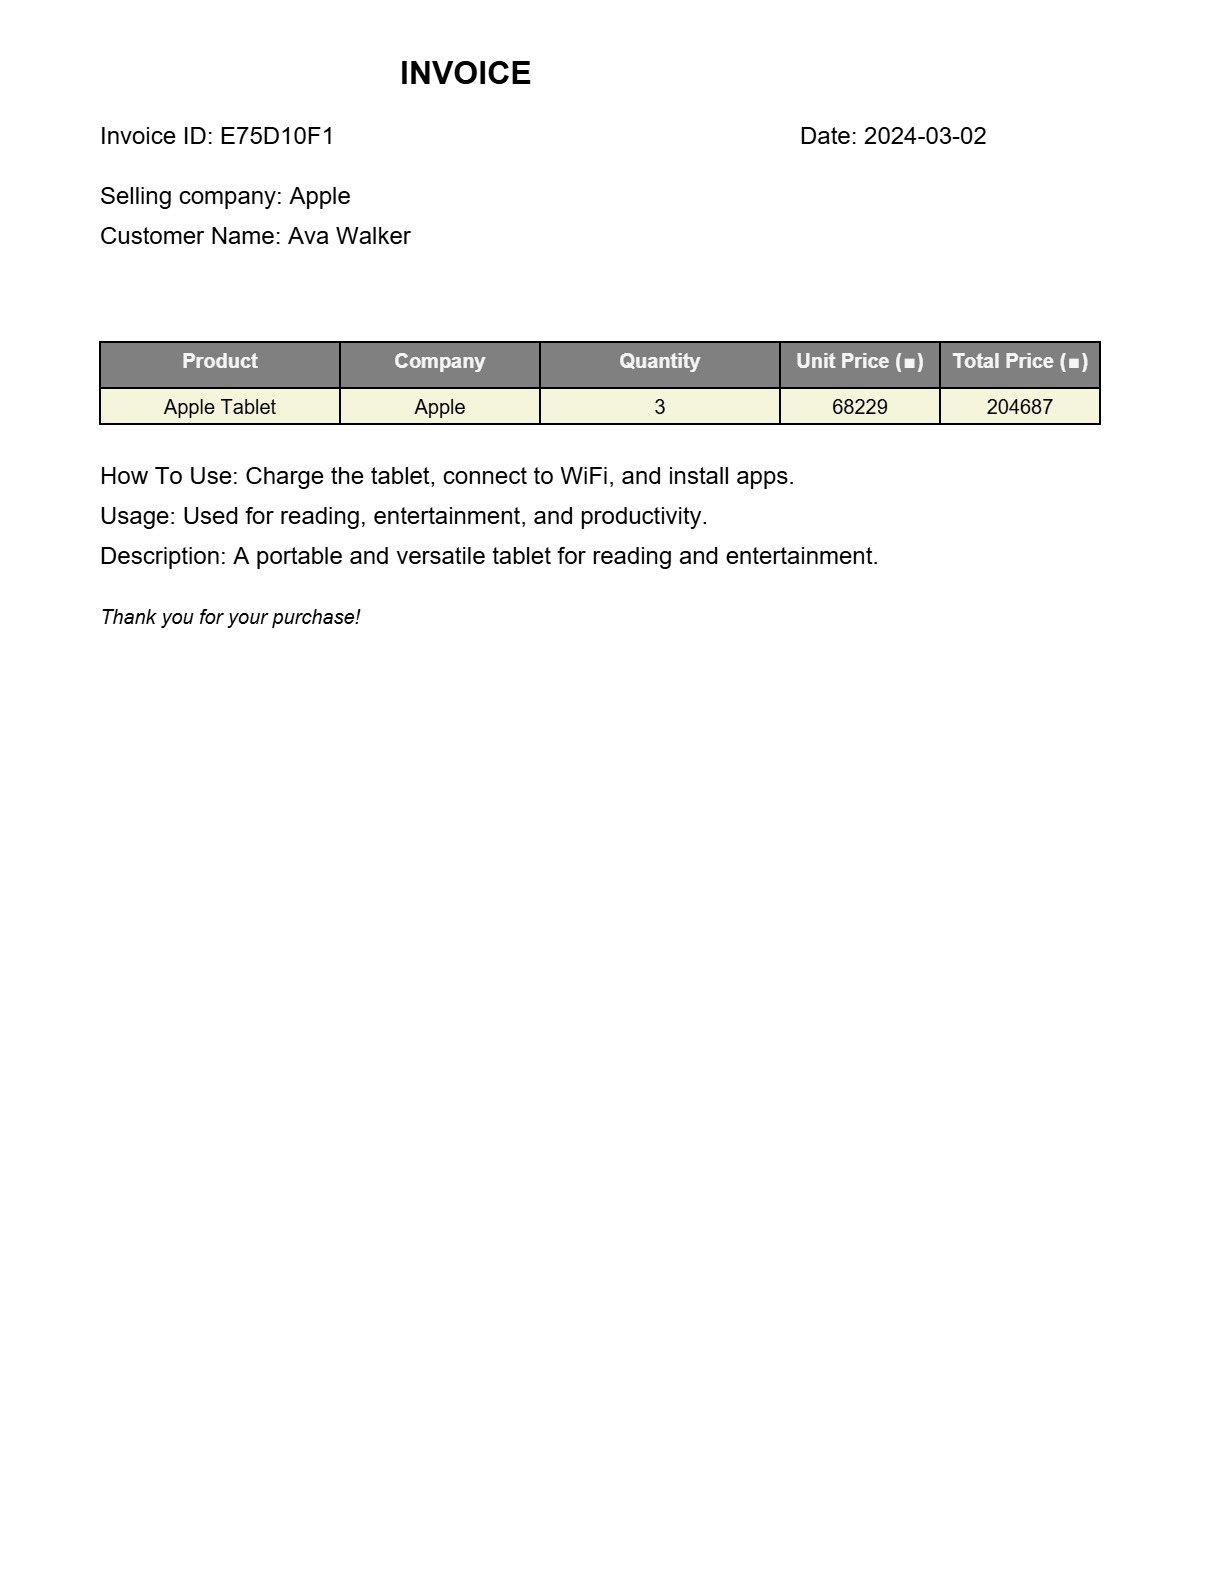 INVOICE
Invoice ID: E75D10F1 Date: 2024-03-02
Selling company: Apple
Customer Name: Ava Walker
Product Company Quantity Unit Price (■) Total Price (■)
Apple Tablet Apple 3 68229 204687
How To Use: Charge the tablet, connect to WiFi, and install apps.
Usage: Used for reading, entertainment, and productivity.
Description: A portable and versatile tablet for reading and entertainment.
Thank you for your purchase!